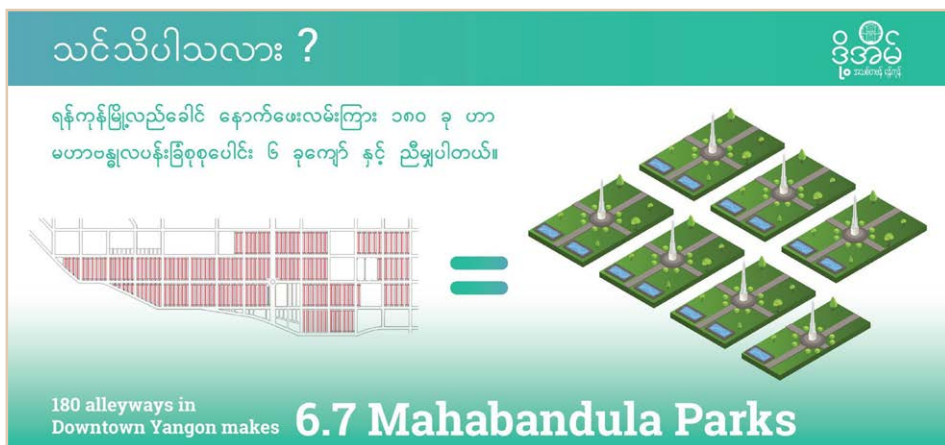 သင်သိပါသလား ?
ဒို့အိမ်
ရန်ကုန်မြို့လည်ခေါင် နောက်ဖေးလမ်းကြား ၁၈၀ ခု ဟာ
မဟာဗန္ဓုလပန်းခြံစုစုပေါင်း ၆ ခုကျော် နှင့် ညီမျှပါတယ်။
180 alleyways in
Downtown Yangon makes 6.7 Mahabandula Parks